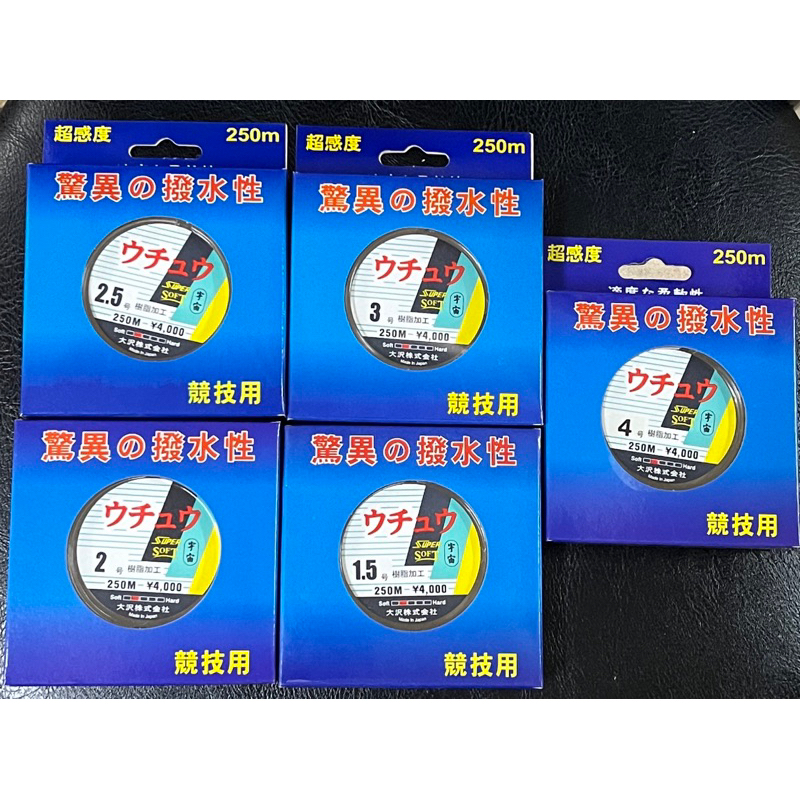 超感度 250m
驚異の撥水性
ウチュウ
SUPER
SOFT
宇宙
2.5号 樹脂加工
250M-¥4,000
Soft Hard
大沢株式会社
Made in Japan
競技用
超感度 250m
驚異の撥水性
ウチュウ
SUPER
SOFT
宇宙
3号 樹脂加工
250M-¥4,000
Soft Hard
大沢株式会社
Made in Japan
競技用
超感度 250m
適度な柔軟性
驚異の撥水性
ウチュウ
SUPER
SOFT
宇宙
4号 樹脂加工
250M-¥4,000
Soft Hard
大沢株式会社
Made in Japan
競技用
驚異の撥水性
ウチュウ
SUPER
SOFT
宇宙
2号 樹脂加工
250M-¥4,000
Soft Hard
大沢株式会社
Made in Japan
競技用
驚異の撥水性
ウチュウ
SUPER
SOFT
宇宙
1.5号 樹脂加工
250M-¥4,000
Soft Hard
大沢株式会社
Made in Japan
競技用